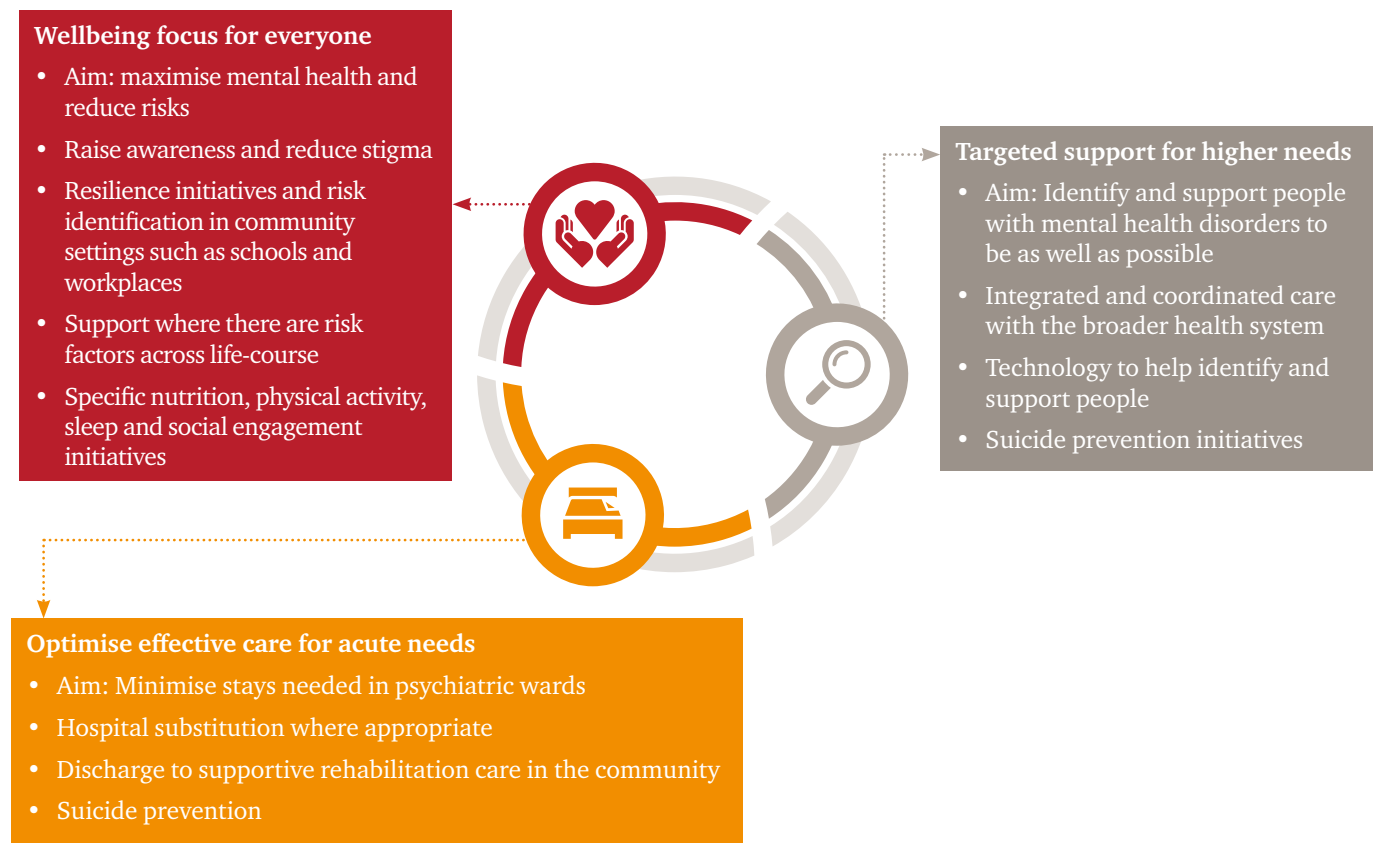 Wellbeing focus for everyone
• Aim: maximise mental health and
reduce risks
• Raise awareness and reduce stigma
• Resilience initiatives and risk
identification in community
settings such as schools and
workplaces
• Support where there are risk
factors across life-course
• Specific nutrition, physical activity,
sleep and social engagement
initiatives
Targeted support for higher needs
• Aim: Identify and support people
with mental health disorders to
be as well as possible
• Integrated and coordinated care
with the broader health system
• Technology to help identify and
support people
• Suicide prevention initiatives
Optimise effective care for acute needs
• Aim: Minimise stays needed in psychiatric wards
• Hospital substitution where appropriate
• Discharge to supportive rehabilitation care in the community
• Suicide prevention